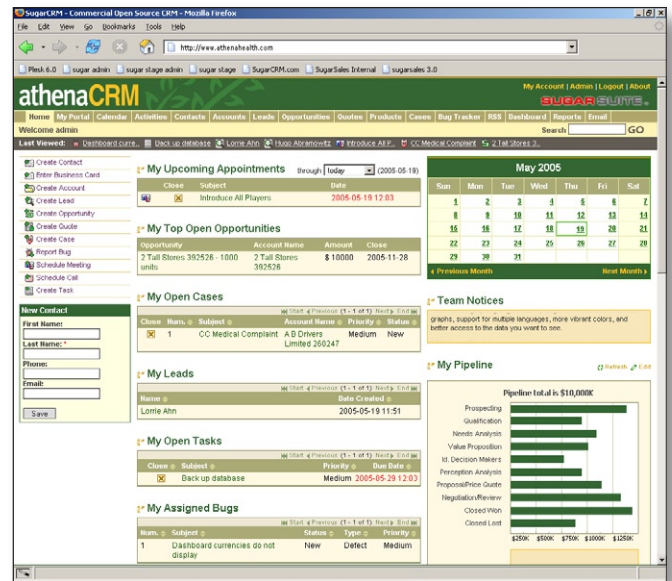 SugarCRM - Commercial Open Source CRM - Mozilla Firefox
File Edit View Go Bookmarks Tools Help
http://www.athenahealth.com
Plesk 6.0 sugar admin sugar stage admin sugar stage SugarCRM.com SugarSales Internal sugarsales 3.0
My Account | Admin | Logout | About
athenaCRM
SUGAR SUITE.
Home My Portal Calendar Activities Contacts Accounts Leads Opportunities Quotes Products Cases Bug Tracker RSS Dashboard Reports Email
Welcome admin
Search GO
Last Viewed: Dashboard curre.. Back up database Lorrie Ahn Hugo Abramowitz Introduce All P.. CC Medical Complaint 2 Tall Stores 3..
Create Contact
Enter Business Card
Create Account
Create Lead
Create Opportunity
Create Quote
Create Case
Report Bug
Schedule Meeting
Schedule Call
Create Task
New Contact
First Name:
Last Name: *
Phone:
Email:
Save
My Upcoming Appointments through today (2005-05-19)
Close Subject Date
Introduce All Players 2005-05-19 12:03
My Top Open Opportunities
Opportunity Account Name Amount Close
2 Tall Stores 392526 - 1000 2 Tall Stores $ 10000 2005-11-28
units 392526
My Open Cases
Start Previous (1 - 1 of 1) Next End
Close Num. Subject Account Name Priority Status
1 CC Medical Complaint A B Drivers Medium New
Limited 260247
My Leads
Start Previous (1 - 1 of 1) Next End
Name Date Created
Lorrie Ahn 2005-05-19 11:51
My Open Tasks
Start Previous (1 - 1 of 1) Next End
Close Subject Priority Due Date
Back up database Medium 2005-05-29 12:03
My Assigned Bugs
Start Previous (1 - 1 of 1) Next End
Num. Subject Status Type Priority
1 Dashboard currencies do not New Defect Medium
display
May 2005
Sun Mon Tue Wed Thu Fri Sat
1 2 3 4 5 6 7
8 9 10 11 12 13 14
15 16 17 18 19 20 21
22 23 24 25 26 27 28
29 30 31
Previous Month Next Month
Team Notices
graphs, support for multiple languages, more vibrant colors, and
better access to the data you want to see.
My Pipeline Refresh Edit
Pipeline total is $10,000K
Prospecting
Qualification
Needs Analysis
Value Proposition
Id. Decision Makers
Perception Analysis
Proposal/Price Quote
Negotiation/Review
Closed Won
Closed Lost
$250K $500K $750K $1000K $1250K